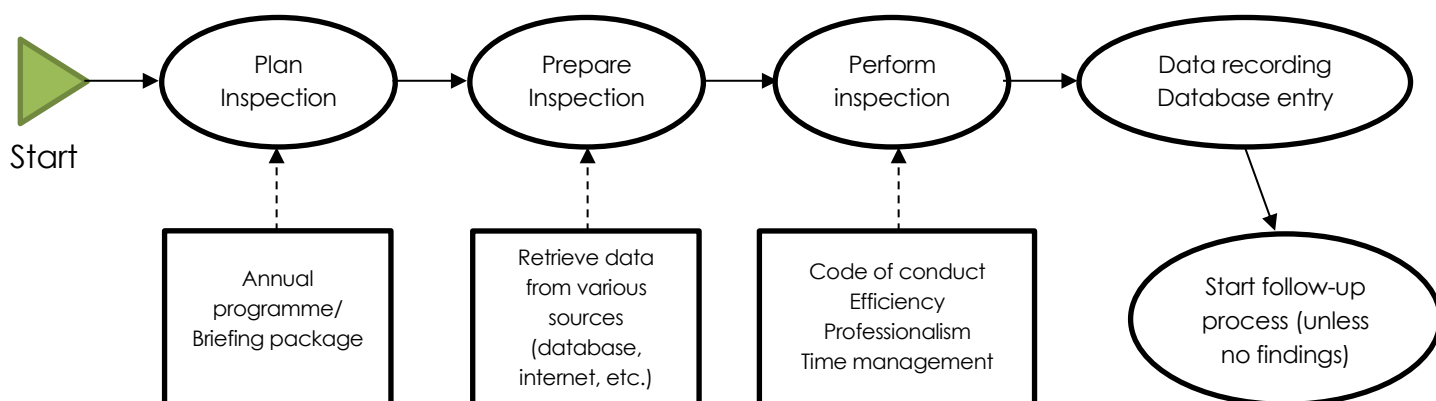 Start
Plan
Inspection
Prepare
Inspection
Perform
inspection
Data recording
Database entry
Annual
programme/
Briefing package
Retrieve data
from various
sources
(database,
internet, etc.)
Code of conduct
Efficiency
Professionalism
Time management
Start follow-up
process (unless
no findings)